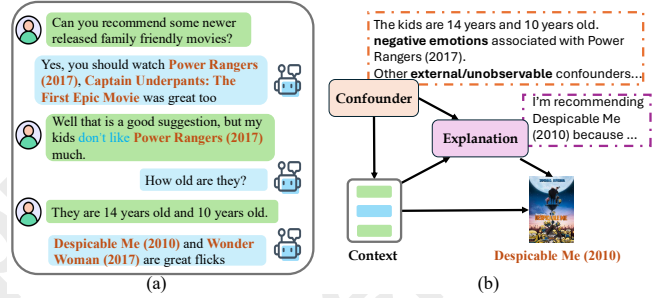 Can you recommend some newer
released family friendly movies?
Yes, you should watch Power Rangers
(2017), Captain Underpants: The
First Epic Movie was great too
Well that is a good suggestion, but my
kids don't like Power Rangers (2017)
much.
How old are they?
They are 14 years old and 10 years old.
Despicable Me (2010) and Wonder
Woman (2017) are great flicks
(a)
The kids are 14 years and 10 years old.
negative emotions associated with Power
Rangers (2017).
Other external/unobservable confounders...
Confounder
I'm recommending
Despicable Me
(2010) because ...
Explanation
Context
Despicable Me (2010)
(b)